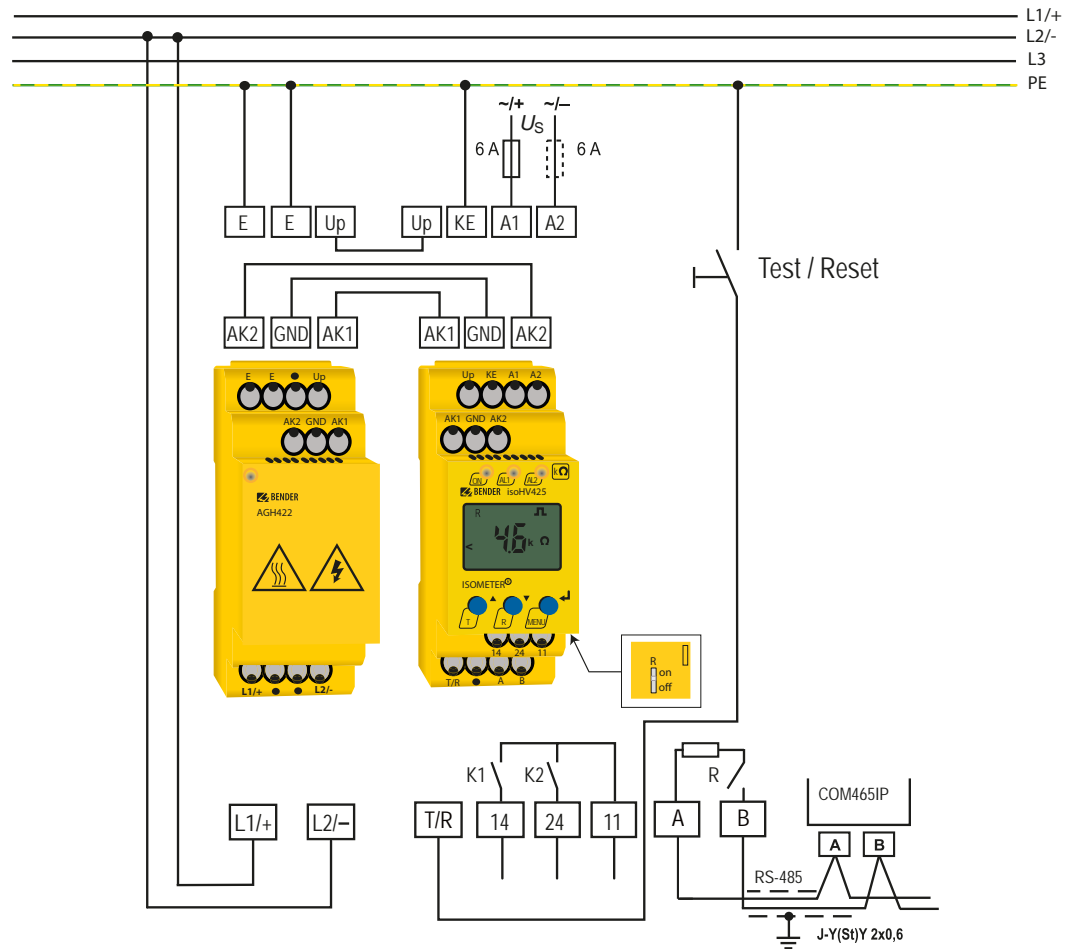 L1/+
L2/-
L3
PE
~/+ ~/–
US
6 A 6 A
E E Up Up KE A1 A2
Test / Reset
AK2 GND AK1 AK1 GND AK2
E E Up
AK2 GND AK1
BENDER
AGH422
L1/+ L2/-
Up KE A1 A2
AK1 GND AK2
ON AL1 AL2 kΩ
BENDER isoHV425
R
< 4.6 k Ω
ISOMETER®
T R MENU
14 24 11
T/R A B
R
on
off
K1 K2 R
COM465IP
L1/+ L2/– T/R 14 24 11 A B
A B
RS-485
J-Y(St)Y 2x0,6